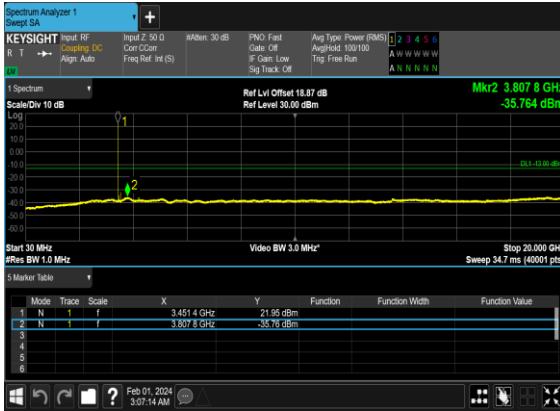 Spectrum Analyzer 1
Swept SA
+
KEYSIGHT Input: RF Input Z: 50 Ω #Atten: 30 dB PNO: Fast Avg Type: Power (RMS) 1 2 3 4 5 6
R T Coupling: DC Corr CCorr Gate: Off Avg|Hold: 100/100 A W W W W W
Align: Auto Freq Ref: Int (S) IF Gain: Low Trig: Free Run
Sig Track: Off A N N N N N
1 Spectrum
Ref Lvl Offset 18.87 dB Mkr2 3.807 8 GHz
Scale/Div 10 dB Ref Level 30.00 dBm -35.764 dBm
Log
20.0
10.0
0.00
-10.0
DL1 -13.00 dBm
-20.0
-30.0
-40.0
-50.0
-60.0
1
2
Start 30 MHz Video BW 3.0 MHz* Stop 20.000 GHz
#Res BW 1.0 MHz Sweep 34.7 ms (40001 pts)
5 Marker Table
Mode Trace Scale X Y Function Function Width Function Value
1 N 1 f 3.451 4 GHz 21.95 dBm
2 N 1 f 3.807 8 GHz -35.76 dBm
3
4
5
6
? Feb 01, 2024
3:07:14 AM